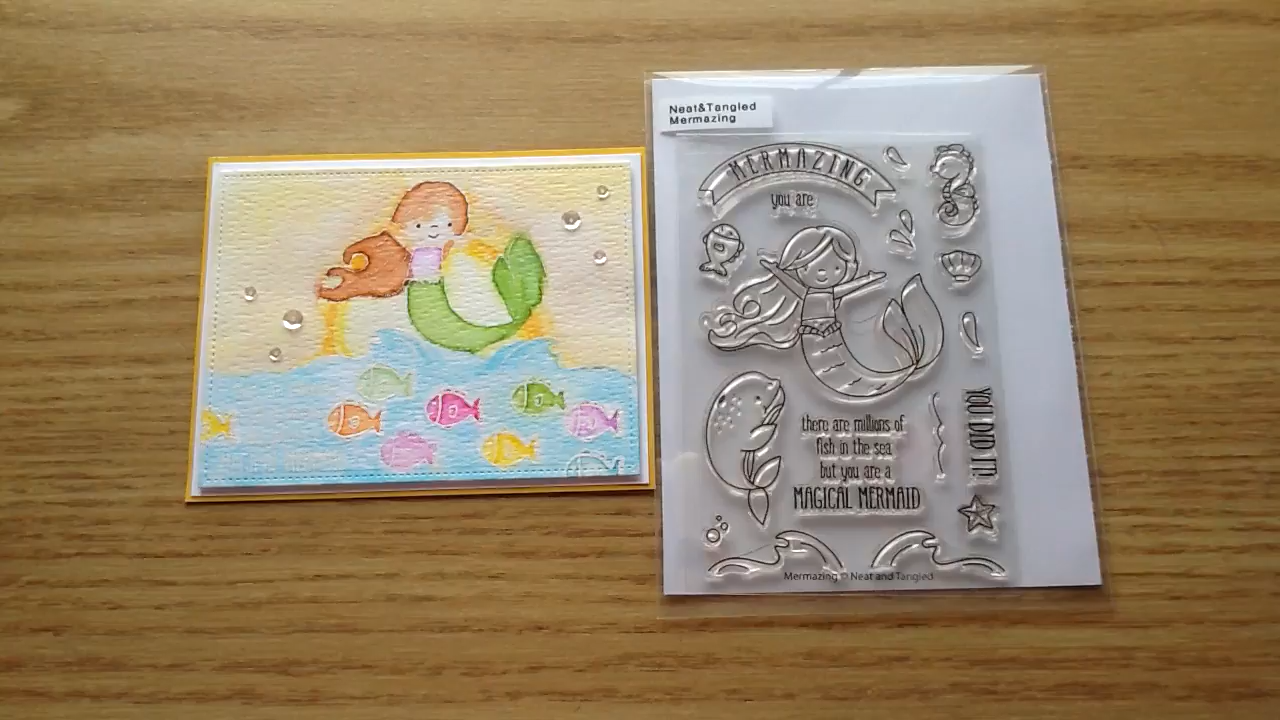 Neat&Tangled
Mermazing
MERMAZING
you are
there are millions of
fish in the sea
but you are a
MAGICAL MERMAID
YOU DID IT!
Mermazing © Neat and Tangled